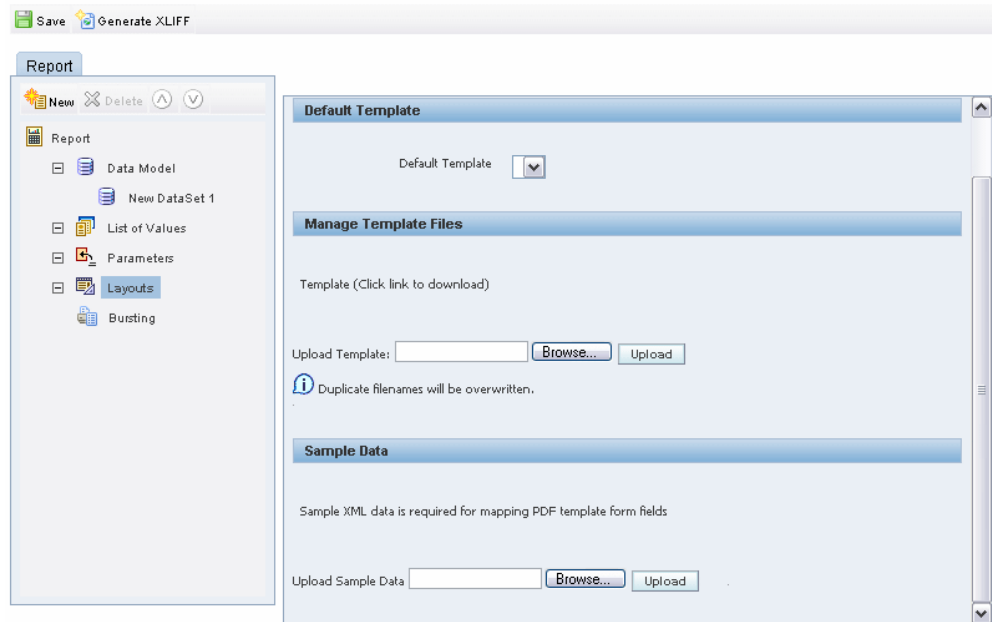 Save Generate XLIFF
Report
New Delete
Report
Data Model
New DataSet 1
List of Values
Parameters
Layouts
Bursting
Default Template
Default Template
Manage Template Files
Template (Click link to download)
Upload Template: Browse... Upload
Duplicate filenames will be overwritten.
Sample Data
Sample XML data is required for mapping PDF template form fields
Upload Sample Data Browse... Upload